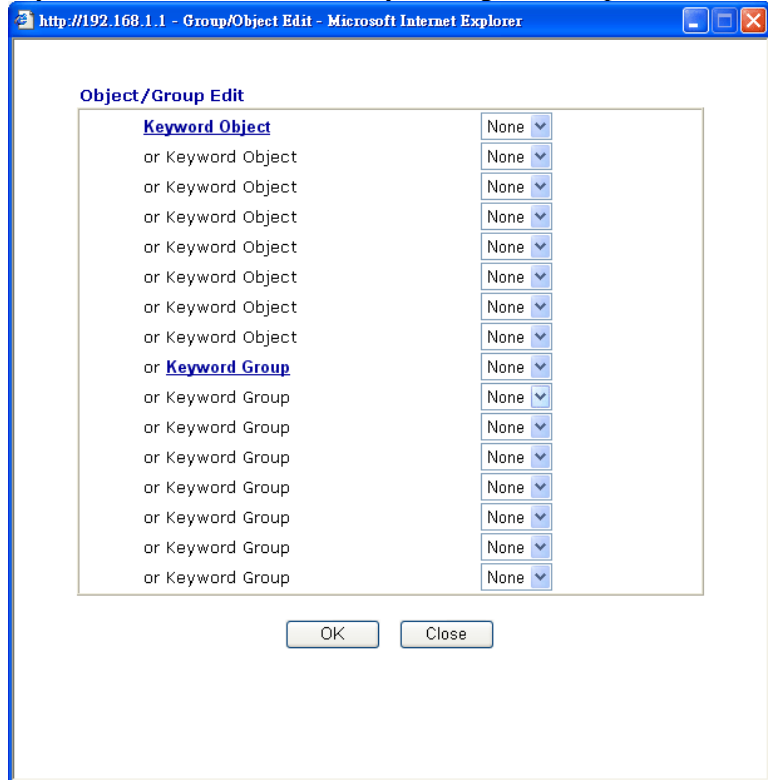 http://192.168.1.1 - Group/Object Edit - Microsoft Internet Explorer
Object/Group Edit
Keyword Object None
or Keyword Object None
or Keyword Object None
or Keyword Object None
or Keyword Object None
or Keyword Object None
or Keyword Object None
or Keyword Object None
or Keyword Group None
or Keyword Group None
or Keyword Group None
or Keyword Group None
or Keyword Group None
or Keyword Group None
or Keyword Group None
or Keyword Group None
OK Close